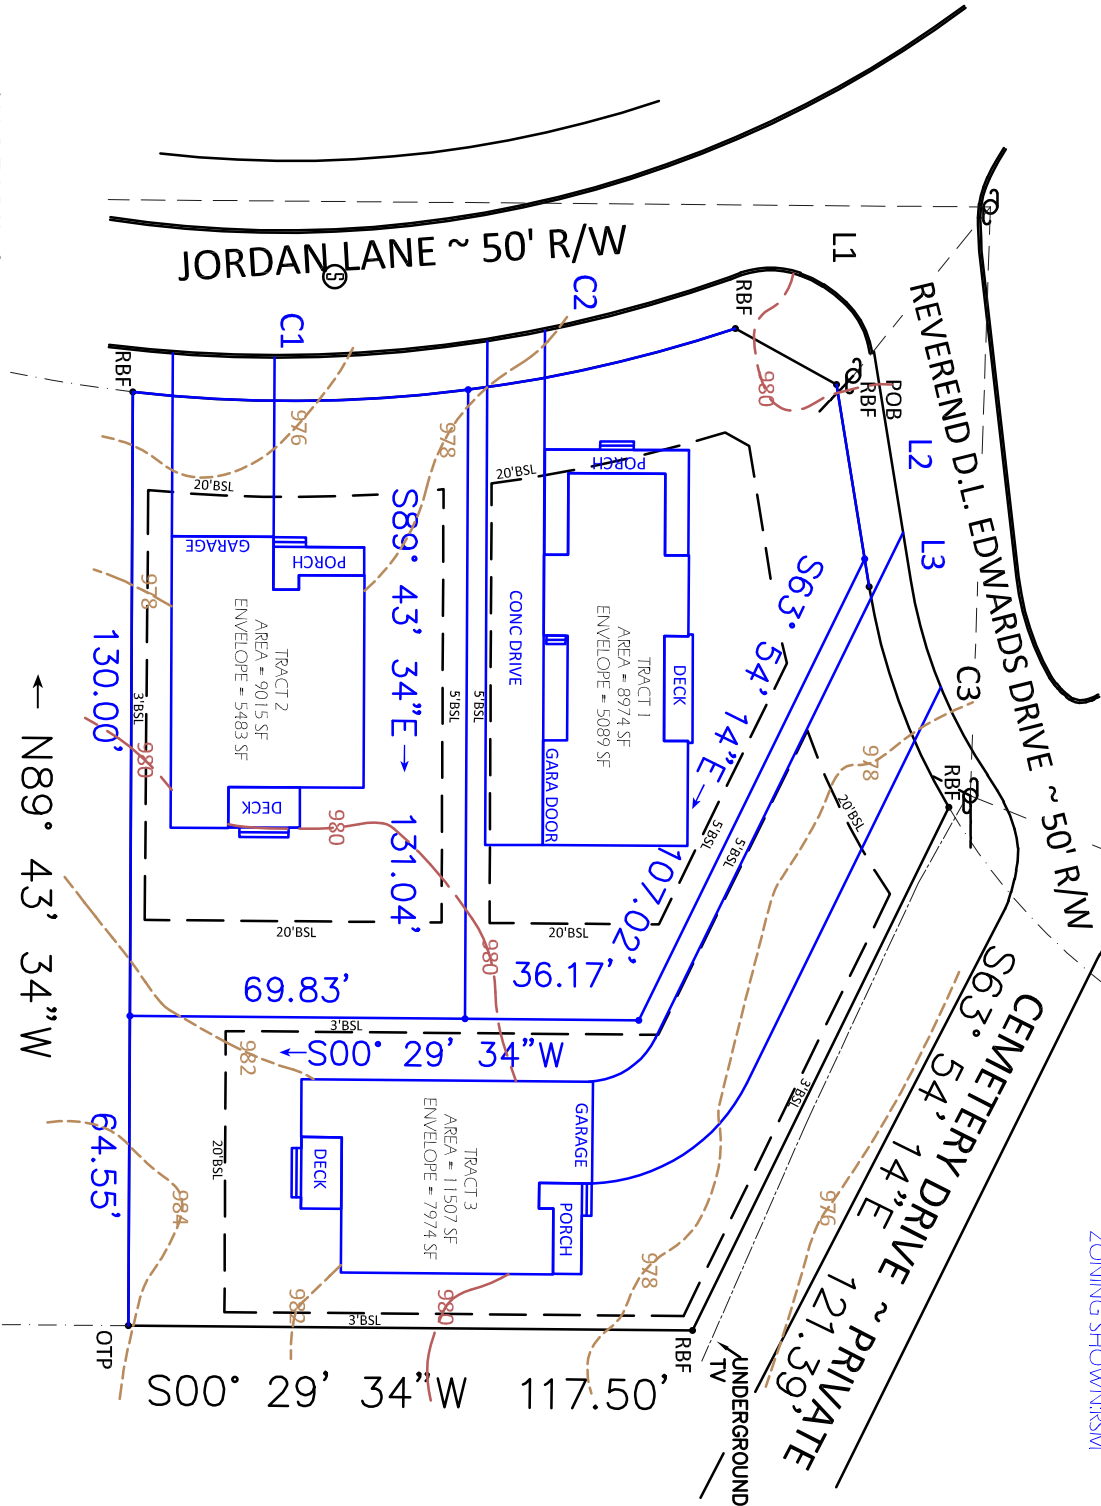 JORDAN LANE ~ 50' R/W
S
REVEREND D.L. EDWARDS DRIVE ~ 50' R/W
CEMETERY DRIVE ~ PRIVATE
S63° 54' 14"E 121.39'
UNDERGROUND
TV
ZONING SHOWN:RSM
L1
L2
L3
C1
C2
C3
RBF
RBF
RBF
POB
RBF
RBF
OTP
980
976
978
978
980
980
980
978
976
982
984
982
980
978
20'BSL
20'BSL
20'BSL
20'BSL
20'BSL
20'BSL
5'BSL
5'BSL
5'BSL
5'BSL
3'BSL
3'BSL
3'BSL
3'BSL
PORCH
DECK
CONC DRIVE
GARA DOOR
TRACT 1
AREA = 8974 SF
ENVELOPE = 5089 SF
S63° 54' 14"E
107.02'
36.17'
S89° 43' 34"E 131.04'
GARAGE
PORCH
DECK
TRACT 2
AREA = 9015 SF
ENVELOPE = 5483 SF
69.83'
S00° 29' 34"W
GARAGE
PORCH
DECK
TRACT 3
AREA = 11507 SF
ENVELOPE = 7974 SF
130.00'
64.55'
N89° 43' 34"W
S00° 29' 34"W 117.50'